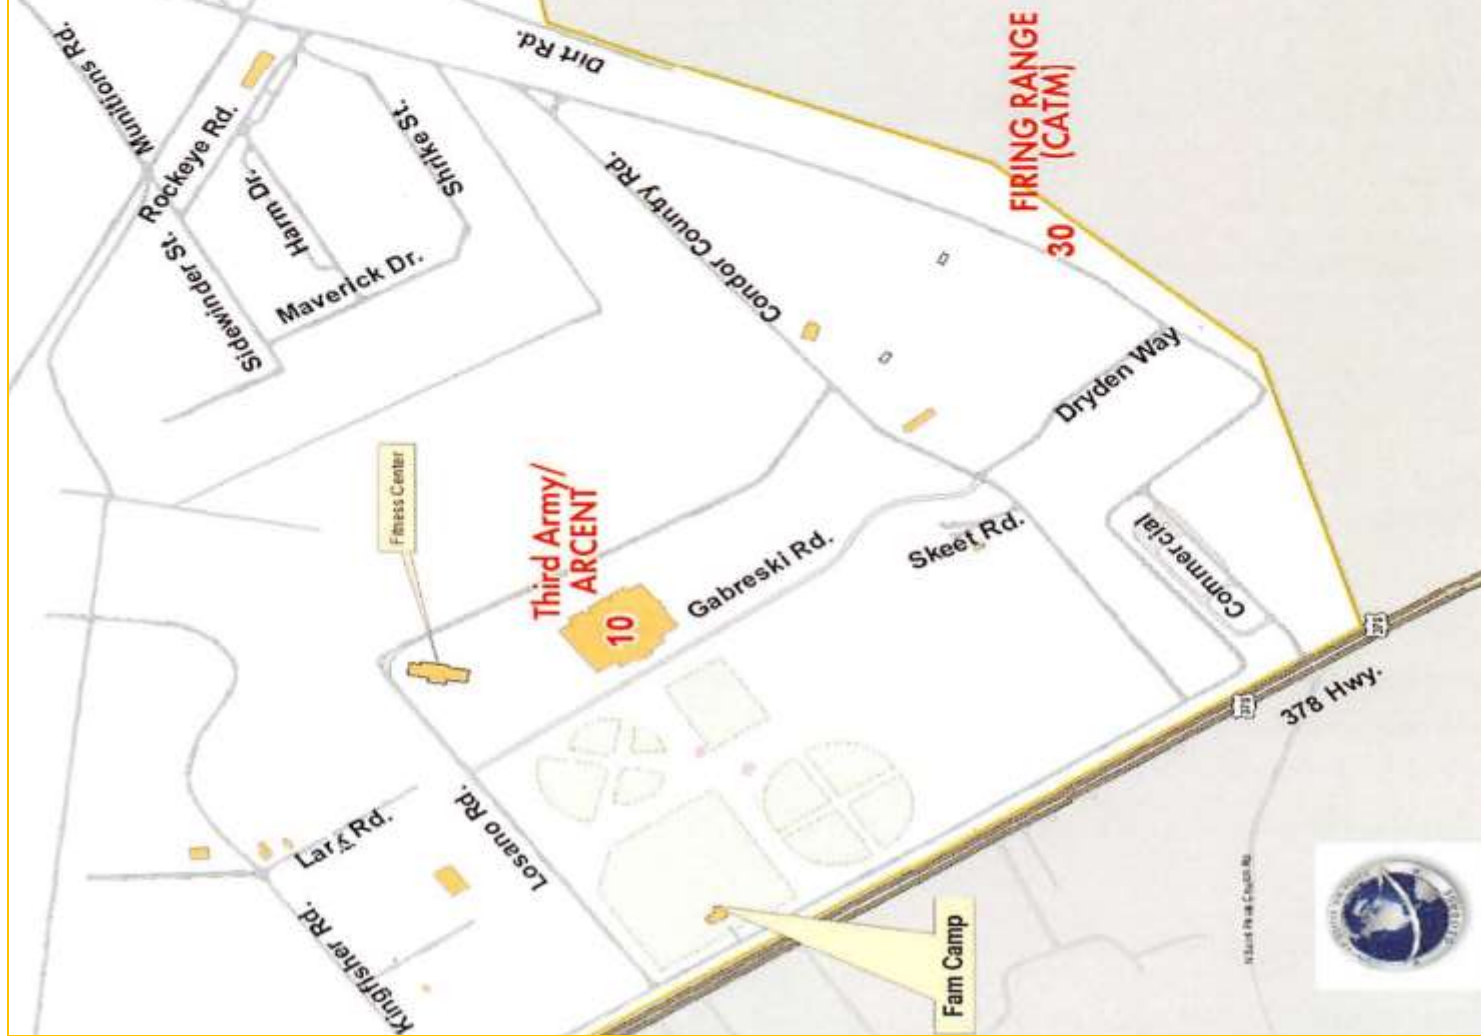 Munitions Rd.
Dirt Rd.
FIRING RANGE
(CATM)
30
Rockeye Rd.
Harm Dr.
Shrike St.
Sidewinder St.
Maverick Dr.
Condor Country Rd.
Dryden Way
Fitness Center
Third Army/
ARCENT
10
Gabreski Rd.
Skeet Rd.
Commercial
378
378
378 Hwy.
Lark Rd.
Losano Rd.
Kingfisher Rd.
Fam Camp